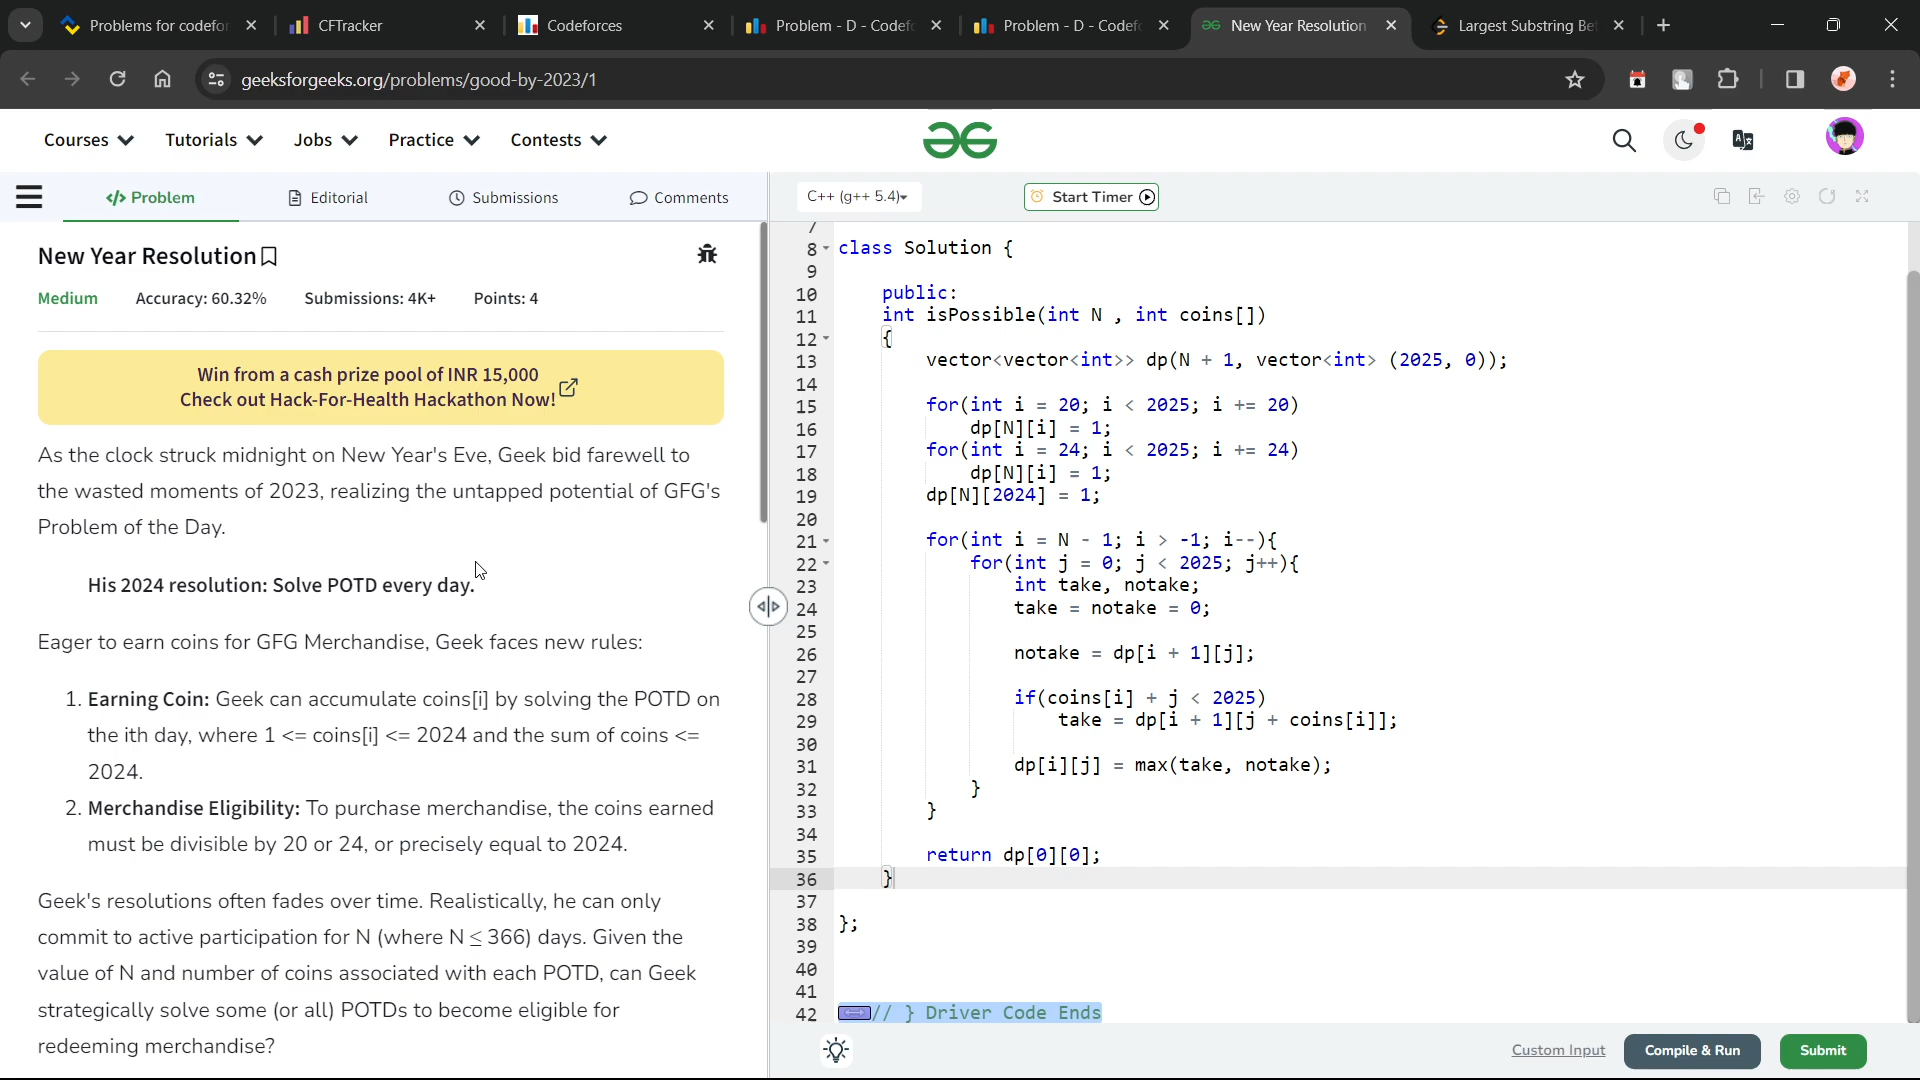 Problems for codefor
CFTracker
Codeforces
Problem - D - Codefc
Problem - D - Codefc
New Year Resolution
Largest Substring Be
geeksforgeeks.org/problems/good-by-2023/1
Courses
Tutorials
Jobs
Practice
Contests
</> Problem
Editorial
Submissions
Comments
C++ (g++ 5.4)
Start Timer
New Year Resolution
Medium
Accuracy: 60.32%
Submissions: 4K+
Points: 4
Win from a cash prize pool of INR 15,000
Check out Hack-For-Health Hackathon Now!
As the clock struck midnight on New Year's Eve, Geek bid farewell to
the wasted moments of 2023, realizing the untapped potential of GFG's
Problem of the Day.
His 2024 resolution: Solve POTD every day.
Eager to earn coins for GFG Merchandise, Geek faces new rules:
1. Earning Coin: Geek can accumulate coins[i] by solving the POTD on
the ith day, where 1 <= coins[i] <= 2024 and the sum of coins <=
2024.
2. Merchandise Eligibility: To purchase merchandise, the coins earned
must be divisible by 20 or 24, or precisely equal to 2024.
Geek's resolutions often fades over time. Realistically, he can only
commit to active participation for N (where N ≤ 366) days. Given the
value of N and number of coins associated with each POTD, can Geek
strategically solve some (or all) POTDs to become eligible for
redeeming merchandise?
7
8 class Solution {
9
10 public:
11 int isPossible(int N , int coins[])
12 {
13 vector<vector<int>> dp(N + 1, vector<int> (2025, 0));
14
15 for(int i = 20; i < 2025; i += 20)
16 dp[N][i] = 1;
17 for(int i = 24; i < 2025; i += 24)
18 dp[N][i] = 1;
19 dp[N][2024] = 1;
20
21 for(int i = N - 1; i > -1; i--){
22 for(int j = 0; j < 2025; j++){
23 int take, notake;
24 take = notake = 0;
25
26 notake = dp[i + 1][j];
27
28 if(coins[i] + j < 2025)
29 take = dp[i + 1][j + coins[i]];
30
31 dp[i][j] = max(take, notake);
32 }
33 }
34
35 return dp[0][0];
36 }
37
38 };
39
40
41
42 // } Driver Code Ends
Custom Input
Compile & Run
Submit